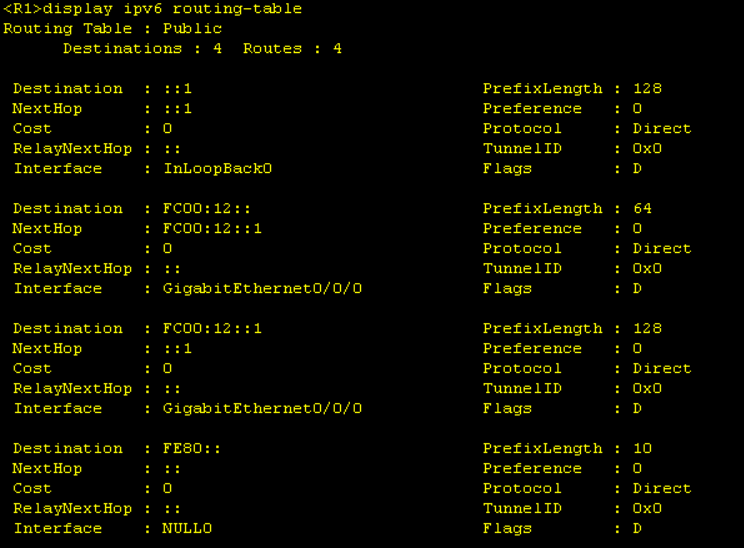 <R1>display ipv6 routing-table
Routing Table : Public
Destinations : 4 Routes : 4
Destination : ::1 PrefixLength : 128
NextHop : ::1 Preference : 0
Cost : 0 Protocol : Direct
RelayNextHop : :: TunnelID : 0x0
Interface : InLoopBack0 Flags : D
Destination : FC00:12:: PrefixLength : 64
NextHop : FC00:12::1 Preference : 0
Cost : 0 Protocol : Direct
RelayNextHop : :: TunnelID : 0x0
Interface : GigabitEthernet0/0/0 Flags : D
Destination : FC00:12::1 PrefixLength : 128
NextHop : ::1 Preference : 0
Cost : 0 Protocol : Direct
RelayNextHop : :: TunnelID : 0x0
Interface : GigabitEthernet0/0/0 Flags : D
Destination : FE80:: PrefixLength : 10
NextHop : :: Preference : 0
Cost : 0 Protocol : Direct
RelayNextHop : :: TunnelID : 0x0
Interface : NULL0 Flags : D